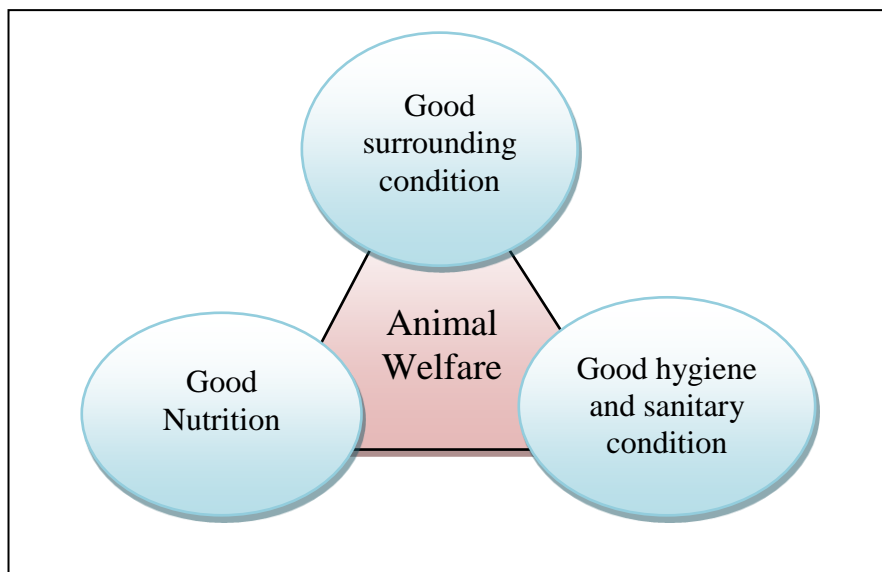 Good
surrounding
condition
Animal
Welfare
Good
Nutrition
Good hygiene
and sanitary
condition